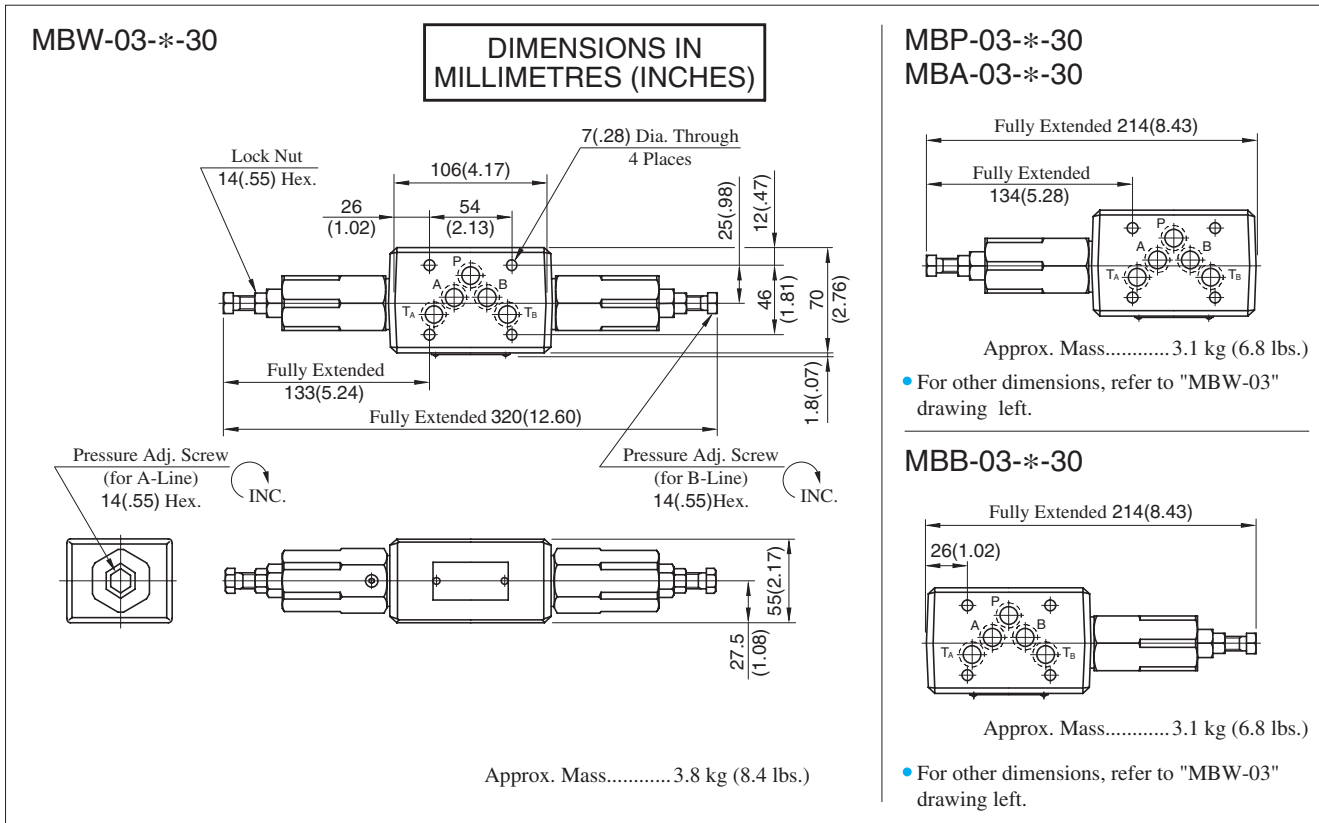 MBW-03-*-30
DIMENSIONS IN
MILLIMETRES (INCHES)
Lock Nut
14(.55) Hex.
7(.28) Dia. Through
4 Places
106(4.17)
26
(1.02)
54
(2.13)
25(.98)
12(.47)
P
A
B
TA
TB
46
(1.81)
70
(2.76)
1.8(.07)
Fully Extended
133(5.24)
Fully Extended 320(12.60)
Pressure Adj. Screw
(for A-Line)
14(.55) Hex.
INC.
Pressure Adj. Screw
(for B-Line)
14(.55)Hex.
INC.
55(2.17)
27.5
(1.08)
Approx. Mass............ 3.8 kg (8.4 lbs.)
MBP-03-*-30
MBA-03-*-30
Fully Extended 214(8.43)
Fully Extended
134(5.28)
P
A
B
TA
TB
Approx. Mass............ 3.1 kg (6.8 lbs.)
● For other dimensions, refer to "MBW-03"
drawing left.
MBB-03-*-30
Fully Extended 214(8.43)
26(1.02)
P
A
B
TA
TB
Approx. Mass............ 3.1 kg (6.8 lbs.)
● For other dimensions, refer to "MBW-03"
drawing left.